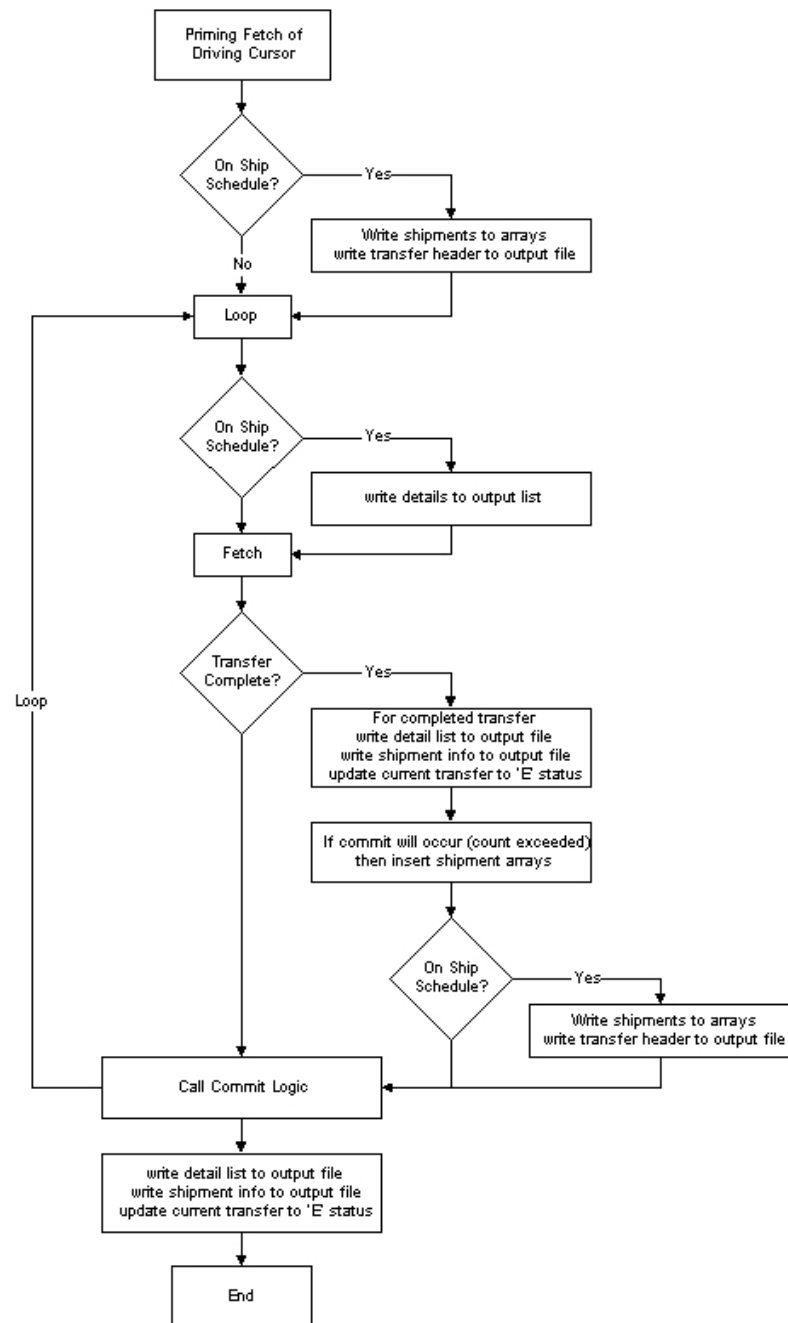 Priming Fetch of
Driving Cursor
On Ship
Schedule?
Yes
Write shipments to arrays
write transfer header to output file
No
Loop
On Ship
Schedule?
Yes
write details to output list
Fetch
Transfer
Complete?
Yes
Loop
For completed transfer
write detail list to output file
write shipment info to output file
update current transfer to 'E' status
If commit will occur (count exceeded)
then insert shipment arrays
On Ship
Schedule?
Yes
Write shipments to arrays
write transfer header to output file
Call Commit Logic
write detail list to output file
write shipment info to output file
update current transfer to 'E' status
End